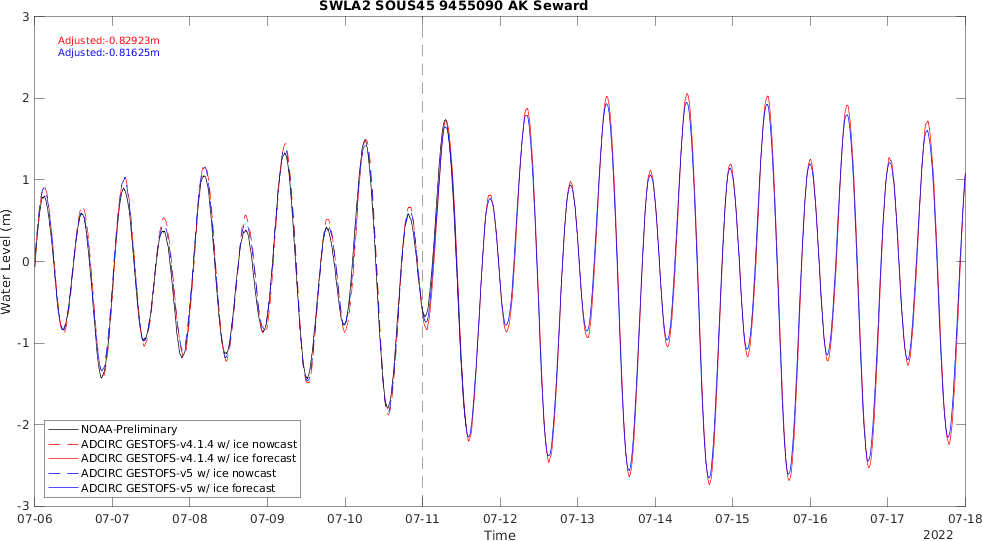 SWLA2 SOUS45 9455090 AK Seward
Adjusted:-0.82923m
Adjusted:-0.81625m
3
2
1
0
-1
-2
-3
Water Level (m)
NOAA-Preliminary
ADCIRC GESTOFS-v4.1.4 w/ ice nowcast
ADCIRC GESTOFS-v4.1.4 w/ ice forecast
ADCIRC GESTOFS-v5 w/ ice nowcast
ADCIRC GESTOFS-v5 w/ ice forecast
07-06 07-07 07-08 07-09 07-10 07-11 07-12 07-13 07-14 07-15 07-16 07-17 07-18
Time
2022